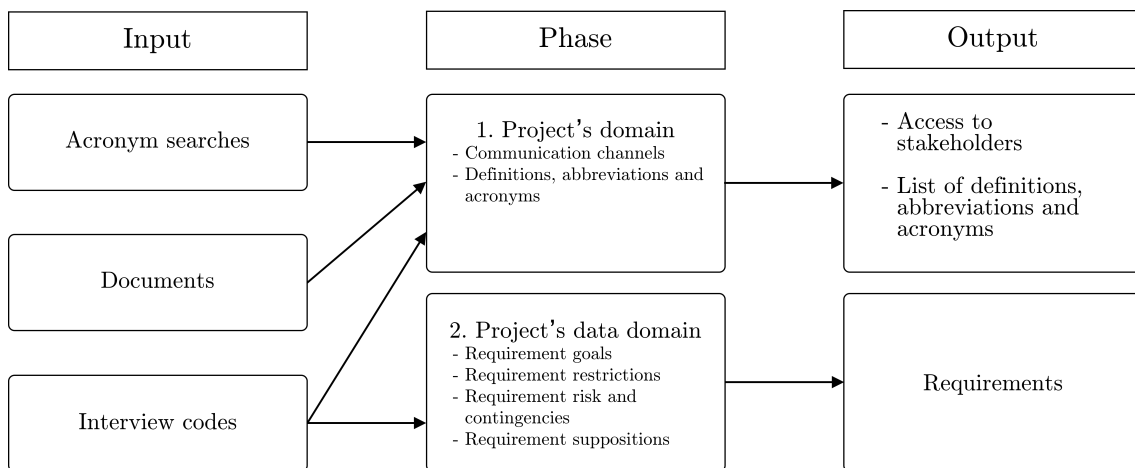 Input
Phase
Output
Acronym searches
1. Project's domain
- Communication channels
- Definitions, abbreviations and
acronyms
- Access to
stakeholders
- List of definitions,
abbreviations and
acronyms
Documents
Interview codes
2. Project's data domain
- Requirement goals
- Requirement restrictions
- Requirement risk and
contingencies
- Requirement suppositions
Requirements